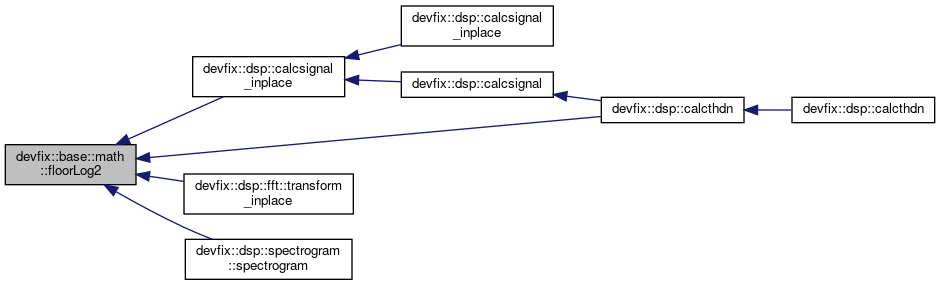 devfix::dsp::calcsignal
_inplace
devfix::dsp::calcsignal
_inplace
devfix::dsp::calcsignal
devfix::dsp::calcthdn
devfix::dsp::calcthdn
devfix::base::math
::floorLog2
devfix::dsp::fft::transform
_inplace
devfix::dsp::spectrogram
::spectrogram